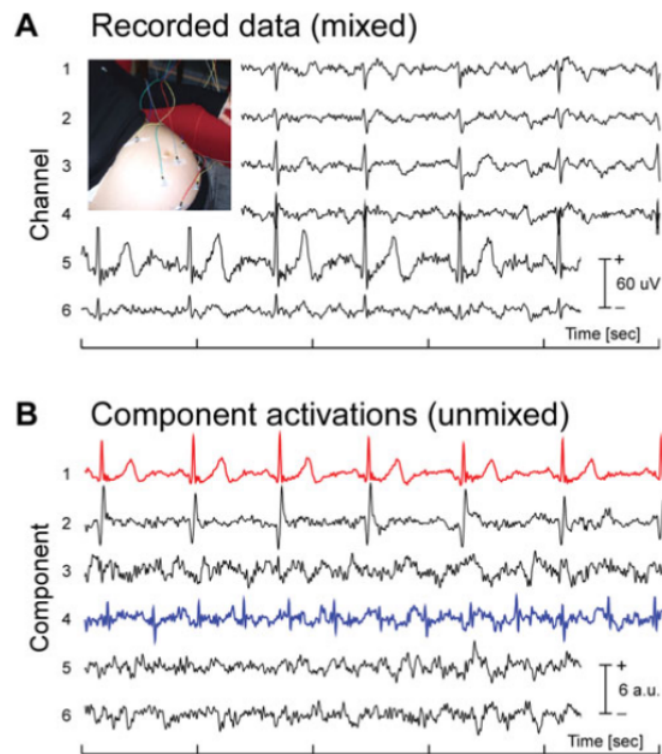 A Recorded data (mixed)
Channel
1
2
3
4
5
6
+
60 uV
–
Time [sec]
B Component activations (unmixed)
Component
1
2
3
4
5
6
+
6 a.u.
–
Time [sec]